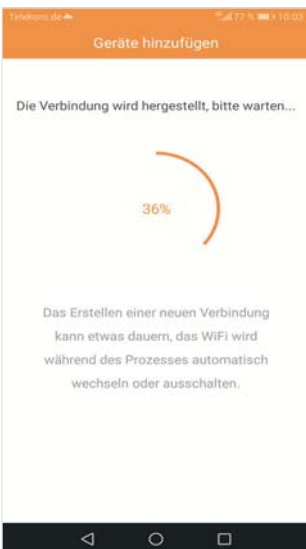 Telekom.de
77 % 10:03
Geräte hinzufügen
Die Verbindung wird hergestellt, bitte warten...
36%
Das Erstellen einer neuen Verbindung
kann etwas dauern, das WiFi wird
während des Prozesses automatisch
wechseln oder ausschalten.